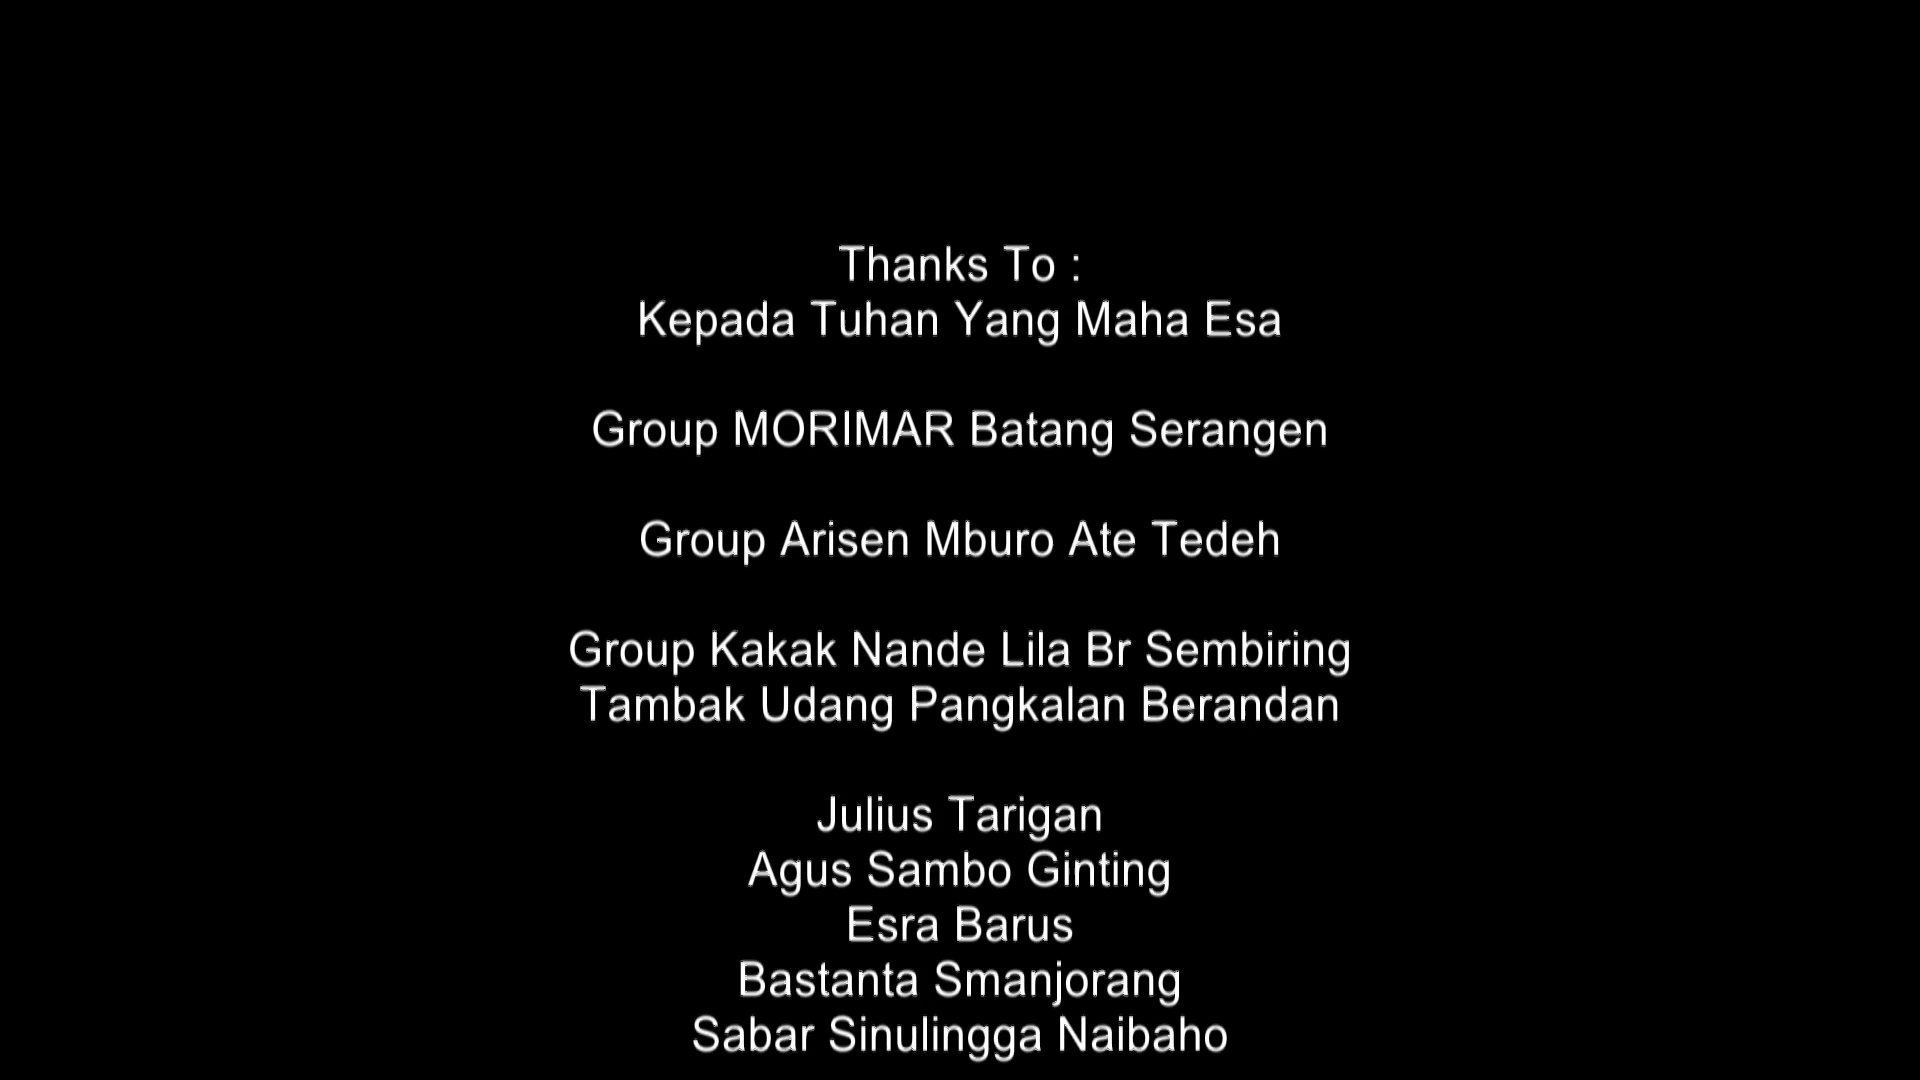 Thanks To :
Kepada Tuhan Yang Maha Esa
Group MORIMAR Batang Serangen
Group Arisen Mburo Ate Tedeh
Group Kakak Nande Lila Br Sembiring
Tambak Udang Pangkalan Berandan
Julius Tarigan
Agus Sambo Ginting
Esra Barus
Bastanta Smanjorang
Sabar Sinulingga Naibaho